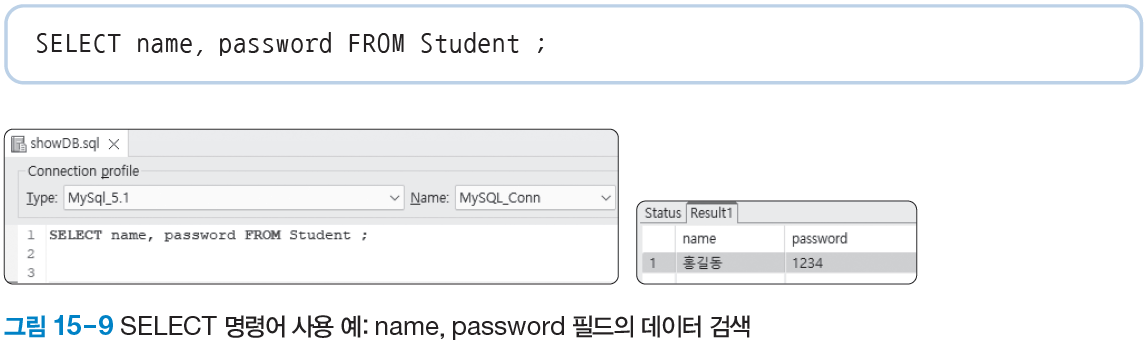 SELECT name, password FROM Student ;
showDB.sql
Connection profile
Type: MySql_5.1 Name: MySQL_Conn
1 SELECT name, password FROM Student ;
2
3
Status Result1
name password
1 홍길동 1234
그림 15-9 SELECT 명령어 사용 예: name, password 필드의 데이터 검색